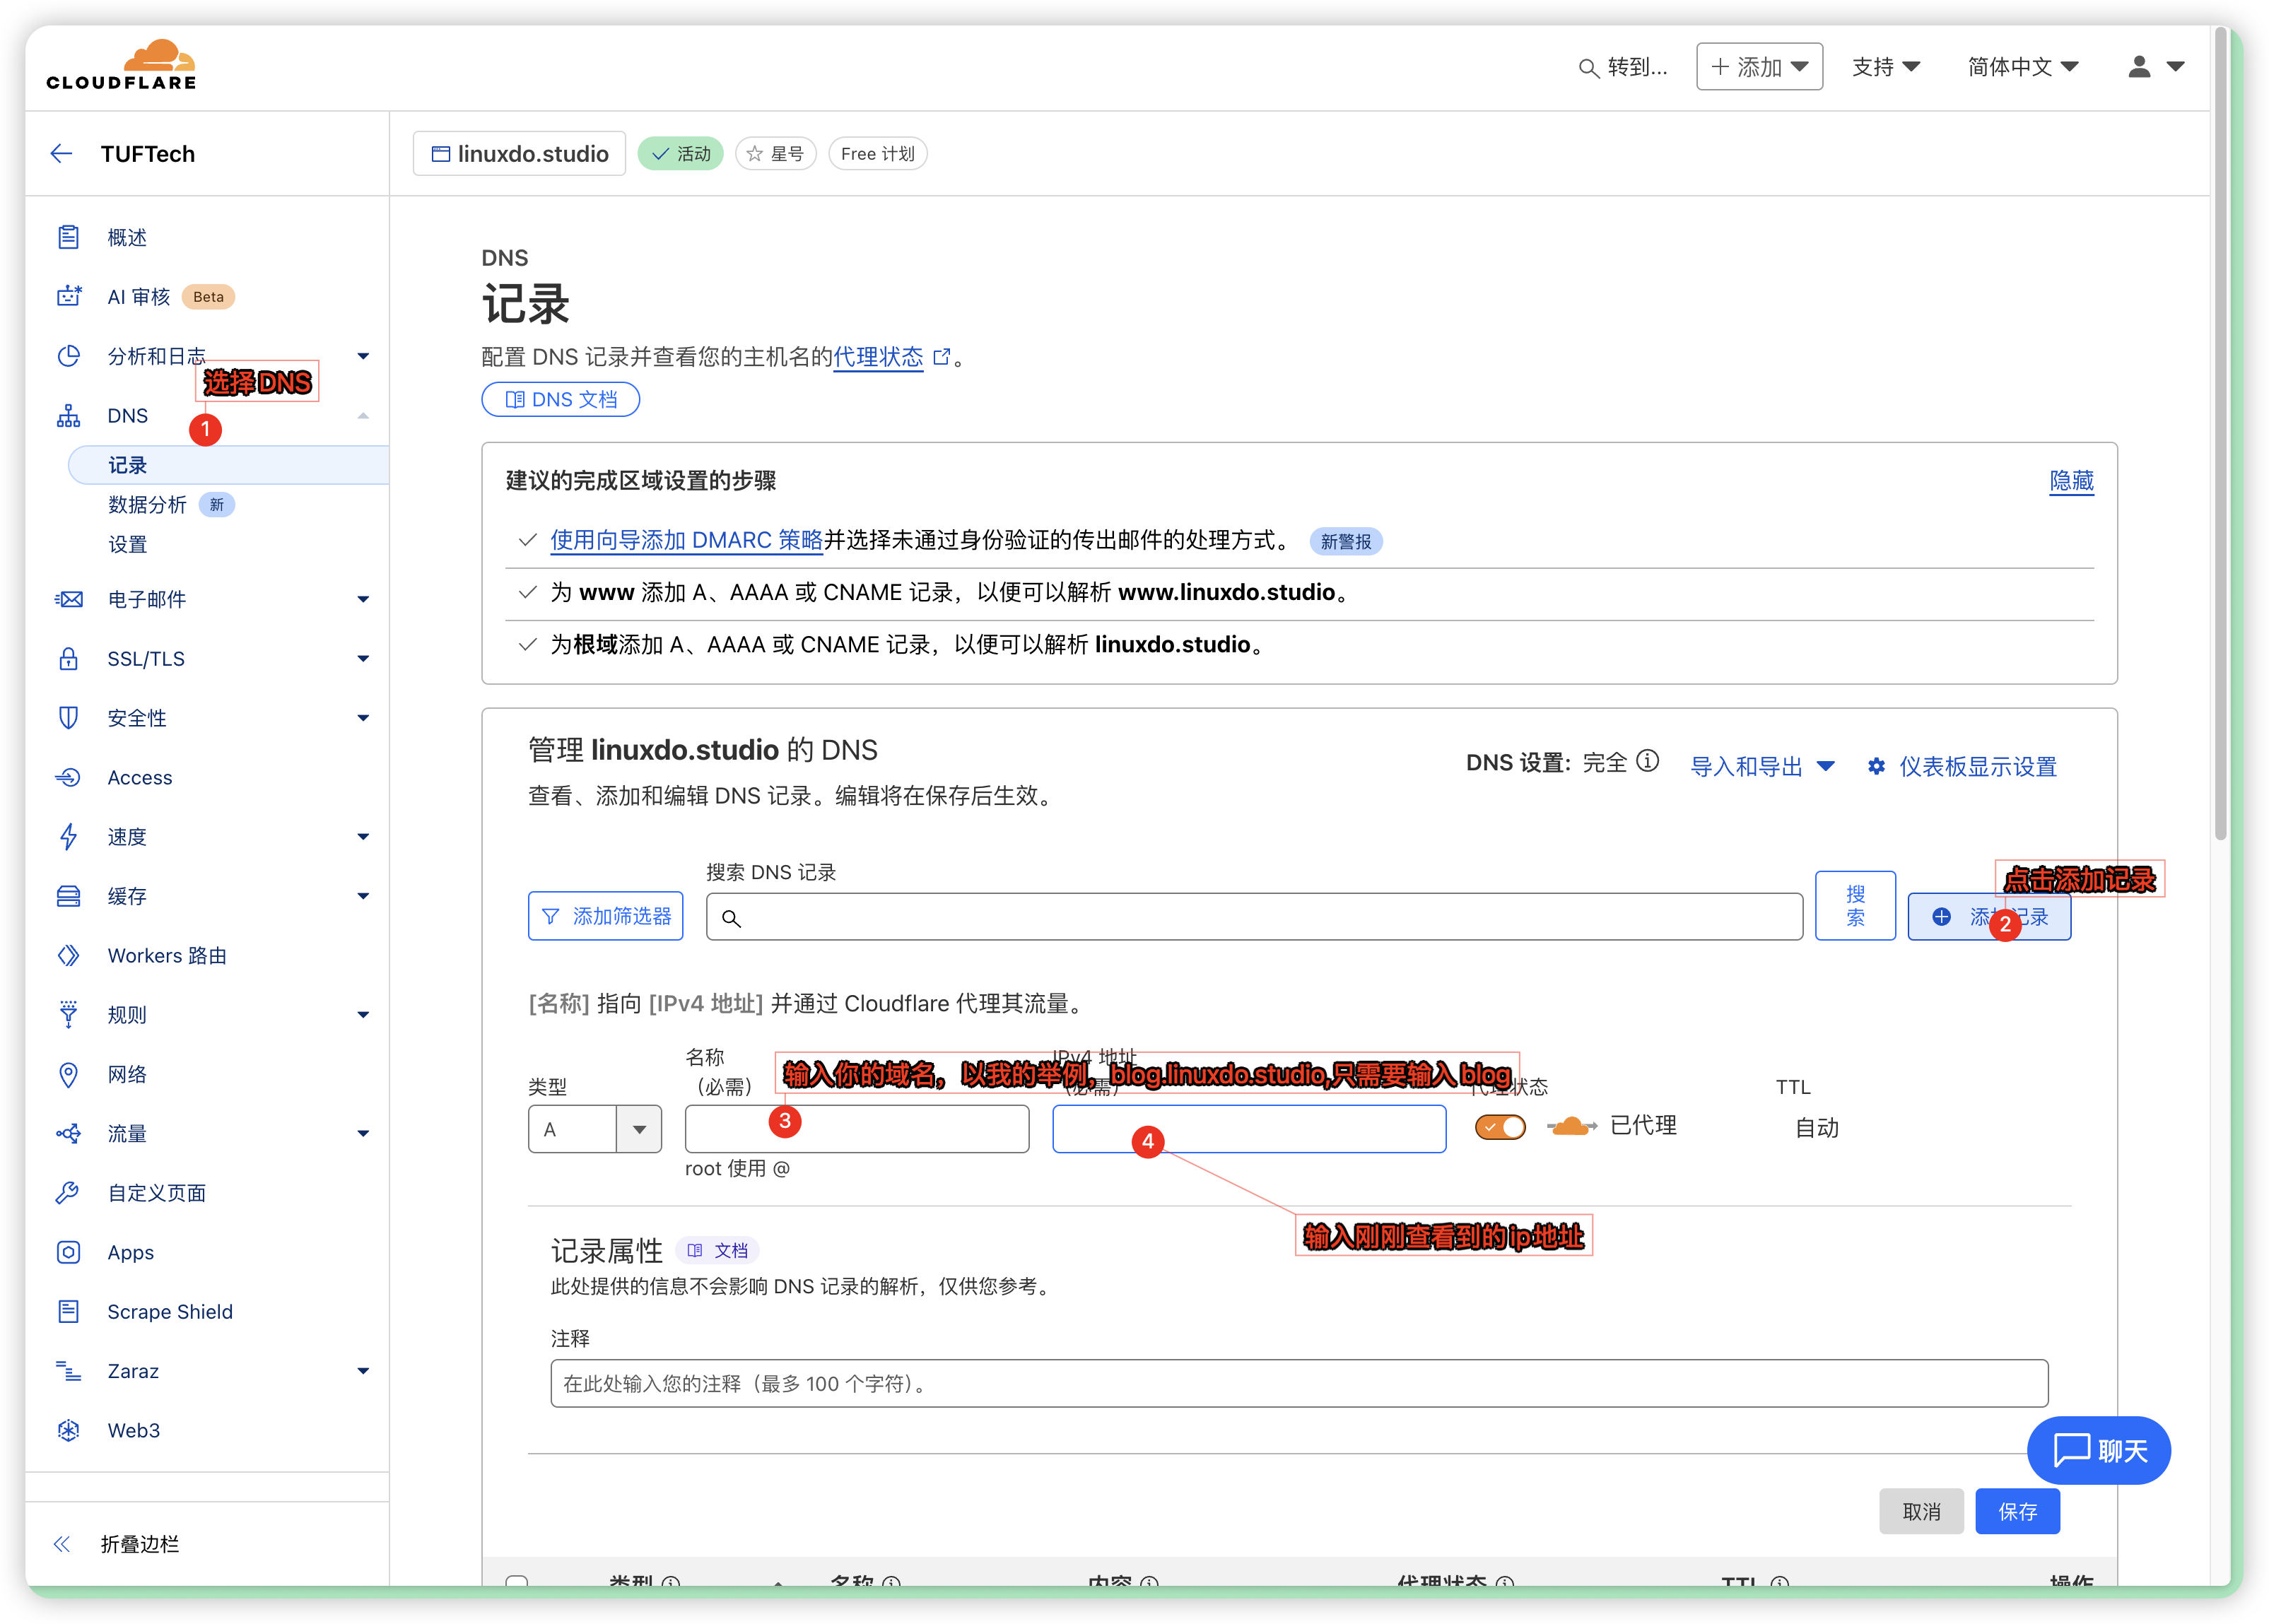 CLOUDFLARE
转到...
添加
支持
简体中文
TUFTech
linuxdo.studio
活动
星号
Free 计划
概述
AI 审核 Beta
分析和日志
选择DNS
DNS
1
记录
数据分析 新
设置
电子邮件
SSL/TLS
安全性
Access
速度
缓存
Workers 路由
规则
网络
流量
自定义页面
Apps
Scrape Shield
Zaraz
Web3
折叠边栏
DNS
记录
配置 DNS 记录并查看您的主机名的代理状态。
DNS 文档
建议的完成区域设置的步骤
隐藏
使用向导添加 DMARC 策略并选择未通过身份验证的传出邮件的处理方式。 新警报
为 www 添加 A、AAAA 或 CNAME 记录，以便可以解析 www.linuxdo.studio。
为根域添加 A、AAAA 或 CNAME 记录，以便可以解析 linuxdo.studio。
管理 linuxdo.studio 的 DNS
查看、添加和编辑 DNS 记录。编辑将在保存后生效。
DNS 设置: 完全
导入和导出
仪表板显示设置
搜索 DNS 记录
添加筛选器
搜索
点击添加记录
添加记录
2
[名称] 指向 [IPv4 地址] 并通过 Cloudflare 代理其流量。
类型
名称
（必需）
IPv4 地址
（必需）
代理状态
TTL
输入你的域名，以我的举例，blog.linuxdo.studio,只需要输入 blog
A
3
4
已代理
自动
root 使用 @
输入刚刚查看到的ip地址
记录属性 文档
此处提供的信息不会影响 DNS 记录的解析，仅供您参考。
注释
在此处输入您的注释（最多 100 个字符）。
聊天
取消
保存
类型
名称
内容
代理状态
TTL
操作